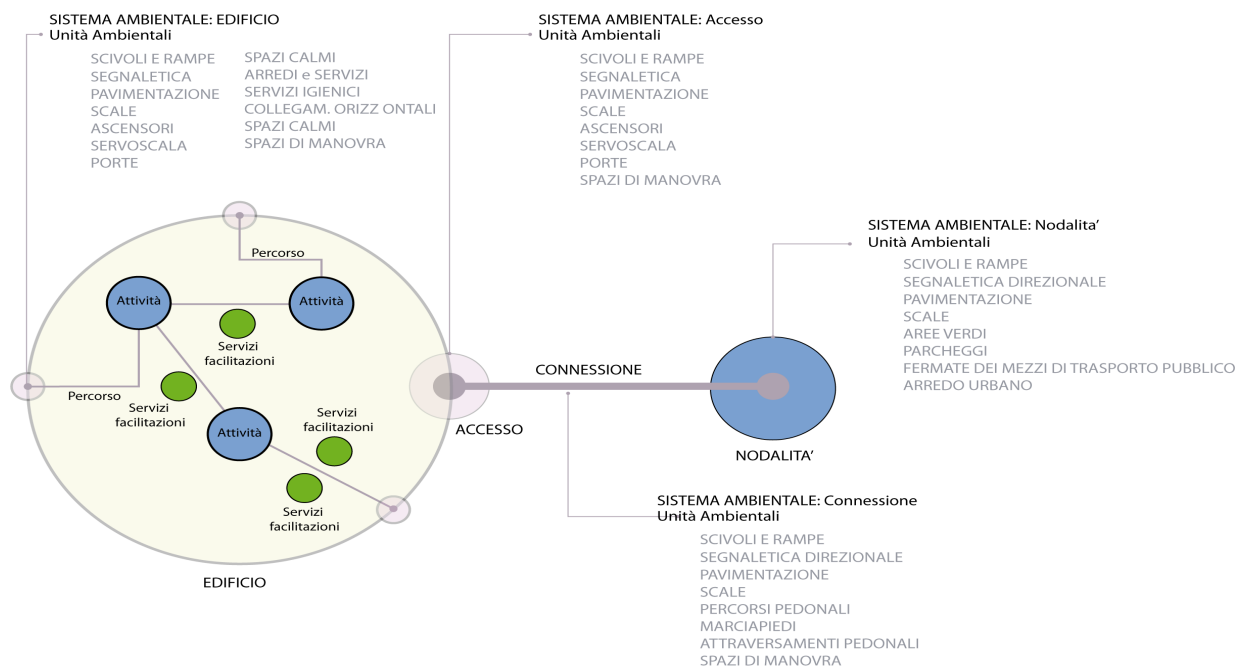 SISTEMA AMBIENTALE: EDIFICIO
Unità Ambientali
SCIVOLI E RAMPE
SEGNALETICA
PAVIMENTAZIONE
SCALE
ASCENSORI
SERVOSCALA
PORTE
SPAZI CALMI
ARREDI e SERVIZI
SERVIZI IGIENICI
COLLEGAM. ORIZZ ONTALI
SPAZI CALMI
SPAZI DI MANOVRA
SISTEMA AMBIENTALE: Accesso
Unità Ambientali
SCIVOLI E RAMPE
SEGNALETICA
PAVIMENTAZIONE
SCALE
ASCENSORI
SERVOSCALA
PORTE
SPAZI DI MANOVRA
SISTEMA AMBIENTALE: Nodalita’
Unità Ambientali
SCIVOLI E RAMPE
SEGNALETICA DIREZIONALE
PAVIMENTAZIONE
SCALE
AREE VERDI
PARCHEGGI
FERMATE DEI MEZZI DI TRASPORTO PUBBLICO
ARREDO URBANO
Percorso
Attività
Attività
Servizi
facilitazioni
Percorso
Servizi
facilitazioni
Servizi
facilitazioni
Attività
Servizi
facilitazioni
EDIFICIO
CONNESSIONE
ACCESSO
NODALITA’
SISTEMA AMBIENTALE: Connessione
Unità Ambientali
SCIVOLI E RAMPE
SEGNALETICA DIREZIONALE
PAVIMENTAZIONE
SCALE
PERCORSI PEDONALI
MARCIAPIEDI
ATTRAVERSAMENTI PEDONALI
SPAZI DI MANOVRA